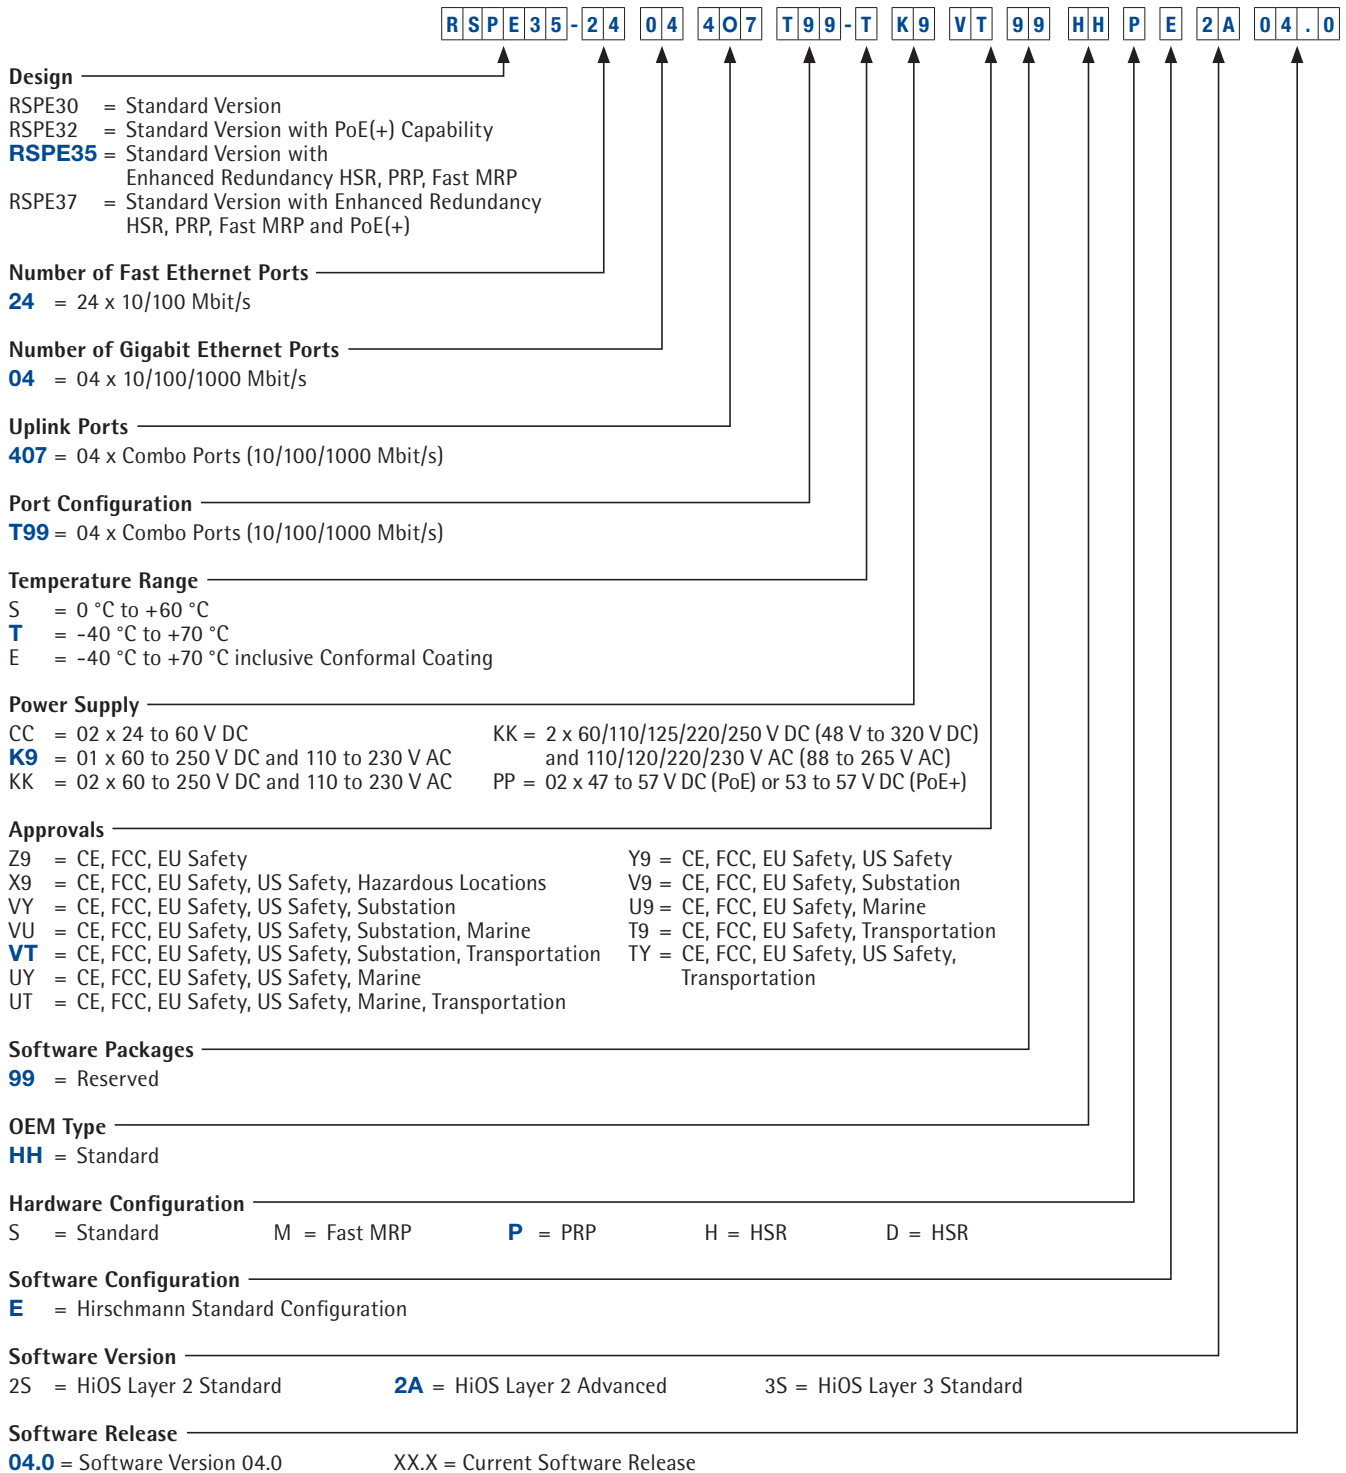 RSPE35-24 04 4O7 T99-T K9 VT 99 HH P E 2A 04.0
Design
RSPE30 = Standard Version
RSPE32 = Standard Version with PoE(+) Capability
RSPE35 = Standard Version with
Enhanced Redundancy HSR, PRP, Fast MRP
RSPE37 = Standard Version with Enhanced Redundancy
HSR, PRP, Fast MRP and PoE(+)
Number of Fast Ethernet Ports
24 = 24 x 10/100 Mbit/s
Number of Gigabit Ethernet Ports
04 = 04 x 10/100/1000 Mbit/s
Uplink Ports
407 = 04 x Combo Ports (10/100/1000 Mbit/s)
Port Configuration
T99 = 04 x Combo Ports (10/100/1000 Mbit/s)
Temperature Range
S = 0 °C to +60 °C
T = -40 °C to +70 °C
E = -40 °C to +70 °C inclusive Conformal Coating
Power Supply
CC = 02 x 24 to 60 V DC
K9 = 01 x 60 to 250 V DC and 110 to 230 V AC
KK = 02 x 60 to 250 V DC and 110 to 230 V AC
KK = 2 x 60/110/125/220/250 V DC (48 V to 320 V DC)
and 110/120/220/230 V AC (88 to 265 V AC)
PP = 02 x 47 to 57 V DC (PoE) or 53 to 57 V DC (PoE+)
Approvals
Z9 = CE, FCC, EU Safety
X9 = CE, FCC, EU Safety, US Safety, Hazardous Locations
VY = CE, FCC, EU Safety, US Safety, Substation
VU = CE, FCC, EU Safety, US Safety, Substation, Marine
VT = CE, FCC, EU Safety, US Safety, Substation, Transportation
UY = CE, FCC, EU Safety, US Safety, Marine
UT = CE, FCC, EU Safety, US Safety, Marine, Transportation
Y9 = CE, FCC, EU Safety, US Safety
V9 = CE, FCC, EU Safety, Substation
U9 = CE, FCC, EU Safety, Marine
T9 = CE, FCC, EU Safety, Transportation
TY = CE, FCC, EU Safety, US Safety,
Transportation
Software Packages
99 = Reserved
OEM Type
HH = Standard
Hardware Configuration
S = Standard M = Fast MRP P = PRP H = HSR D = HSR
Software Configuration
E = Hirschmann Standard Configuration
Software Version
2S = HiOS Layer 2 Standard 2A = HiOS Layer 2 Advanced 3S = HiOS Layer 3 Standard
Software Release
04.0 = Software Version 04.0 XX.X = Current Software Release